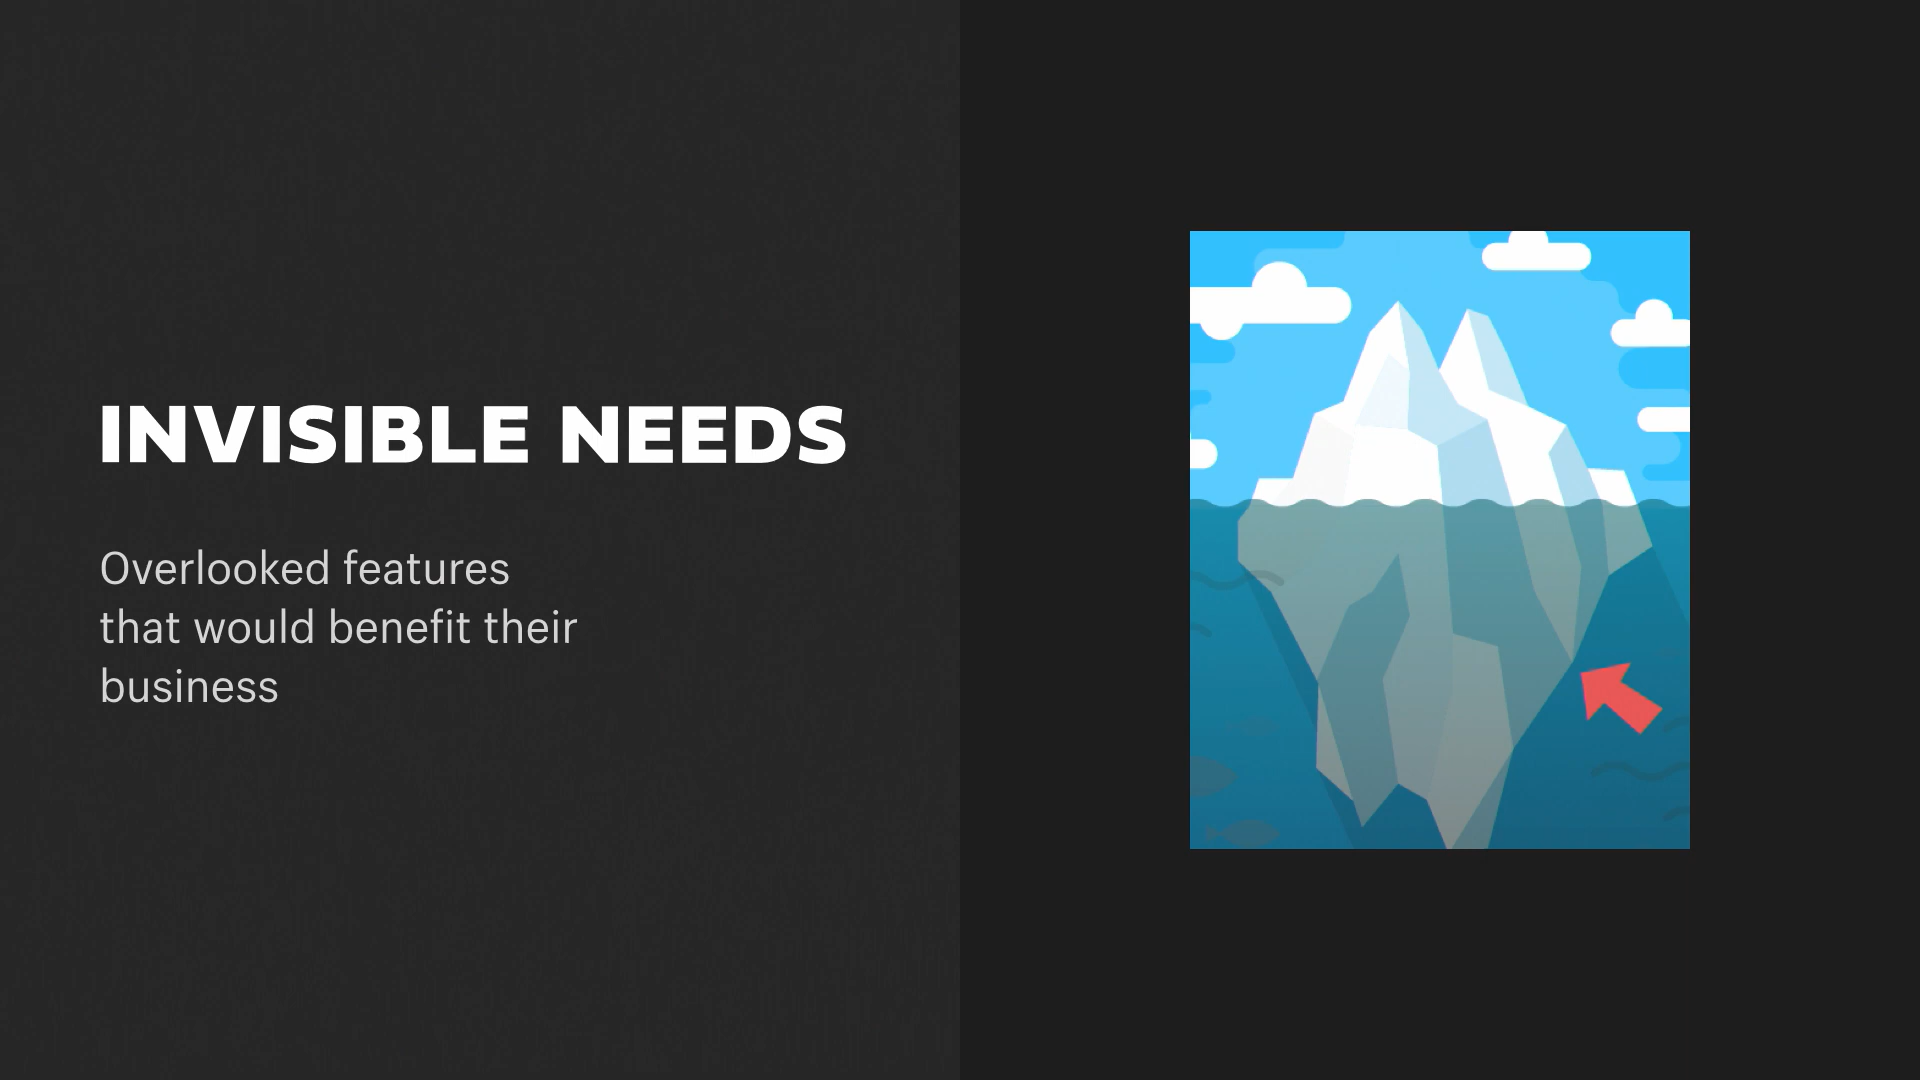 INVISIBLE NEEDS
Overlooked features
that would benefit their
business